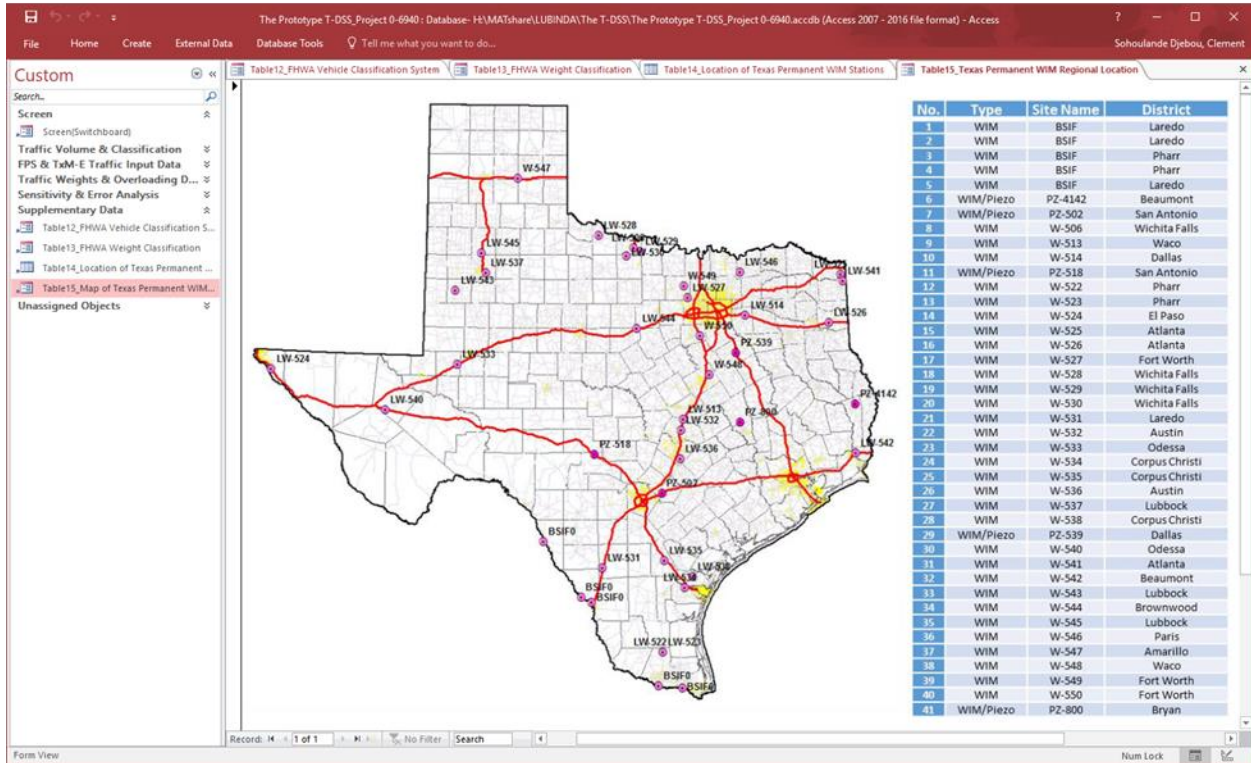 The Prototype T-DSS_Project 0-6940 : Database- H:\MATshare\LUBINDA\The T-DSS\The Prototype T-DSS_Project 0-6940.accdb (Access 2007 - 2016 file format) - Access
File Home Create External Data Database Tools Tell me what you want to do...
Sohoulande Djebou, Clement
Custom
Search...
Screen
Screen(Switchboard)
Traffic Volume & Classification
FPS & TxM-E Traffic Input Data
Traffic Weights & Overloading D...
Sensitivity & Error Analysis
Supplementary Data
Table12_FHWA Vehicle Classification S...
Table13_FHWA Weight Classification
Table14_Location of Texas Permanent ...
Table15_Map of Texas Permanent WIM...
Unassigned Objects
Table12_FHWA Vehicle Classification System
Table13_FHWA Weight Classification
Table14_Location of Texas Permanent WIM Stations
Table15_Texas Permanent WIM Regional Location
W-547
LW-528
LW-529
LW-545
LW-537
LW-543
LW-546
LW-541
W-549
LW-527
LW-514
LW-526
LW-544
W-550
PZ-539
LW-524
LW-533
W-548
LW-540
PZ-4142
LW-513
PZ-800
LW-532
PZ-518
LW-542
LW-536
PZ-502
BSIF0
LW-535
LW-531
BSIF0
BSIF0
LW-522 LW-523
BSIF0
BSIF0
No. Type Site Name District
1 WIM BSIF Laredo
2 WIM BSIF Laredo
3 WIM BSIF Pharr
4 WIM BSIF Pharr
5 WIM BSIF Laredo
6 WIM/Piezo PZ-4142 Beaumont
7 WIM/Piezo PZ-502 San Antonio
8 WIM W-506 Wichita Falls
9 WIM W-513 Waco
10 WIM W-514 Dallas
11 WIM/Piezo PZ-518 San Antonio
12 WIM W-522 Pharr
13 WIM W-523 Pharr
14 WIM W-524 El Paso
15 WIM W-525 Atlanta
16 WIM W-526 Atlanta
17 WIM W-527 Fort Worth
18 WIM W-528 Wichita Falls
19 WIM W-529 Wichita Falls
20 WIM W-530 Wichita Falls
21 WIM W-531 Laredo
22 WIM W-532 Austin
23 WIM W-533 Odessa
24 WIM W-534 Corpus Christi
25 WIM W-535 Corpus Christi
26 WIM W-536 Austin
27 WIM W-537 Lubbock
28 WIM W-538 Corpus Christi
29 WIM/Piezo PZ-539 Dallas
30 WIM W-540 Odessa
31 WIM W-541 Atlanta
32 WIM W-542 Beaumont
33 WIM W-543 Lubbock
34 WIM W-544 Brownwood
35 WIM W-545 Lubbock
36 WIM W-546 Paris
37 WIM W-547 Amarillo
38 WIM W-548 Waco
39 WIM W-549 Fort Worth
40 WIM W-550 Fort Worth
41 WIM/Piezo PZ-800 Bryan
Record: 1 of 1 No Filter Search
Form View
Num Lock